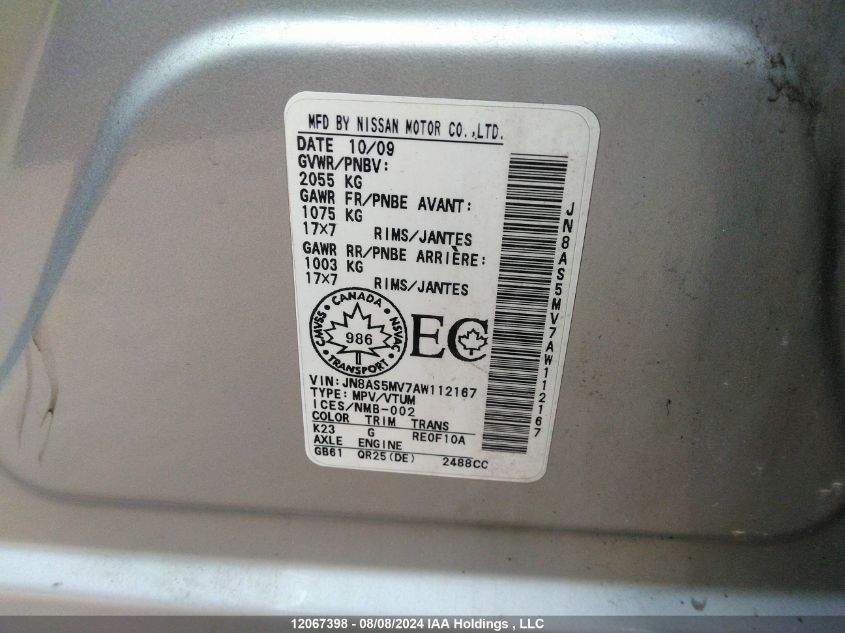 MFD BY NISSAN MOTOR CO.,LTD.
DATE 10/09
GVWR/PNBV:
2055 KG
GAWR FR/PNBE AVANT:
1075 KG
17X7 RIMS/JANTES
GAWR RR/PNBE ARRIÈRE:
1003 KG
17X7 RIMS/JANTES
CANADA
CMVSS
NSVAC
986
TRANSPORT
EC
VIN:JN8AS5MV7AW112167
TYPE: MPV/VTUM
ICES/NMB-002
COLOR TRIM TRANS
K23 G RE0F10A
AXLE ENGINE
GB61 QR25(DE) 2488CC
JN8AS5MV7AW112167
12067398 - 08/08/2024 IAA Holdings , LLC